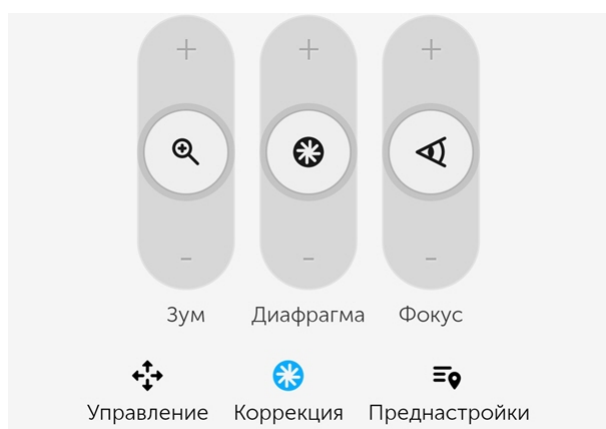 + + +
- - -
Зум Диафрагма Фокус
Управление Коррекция Преднастройки